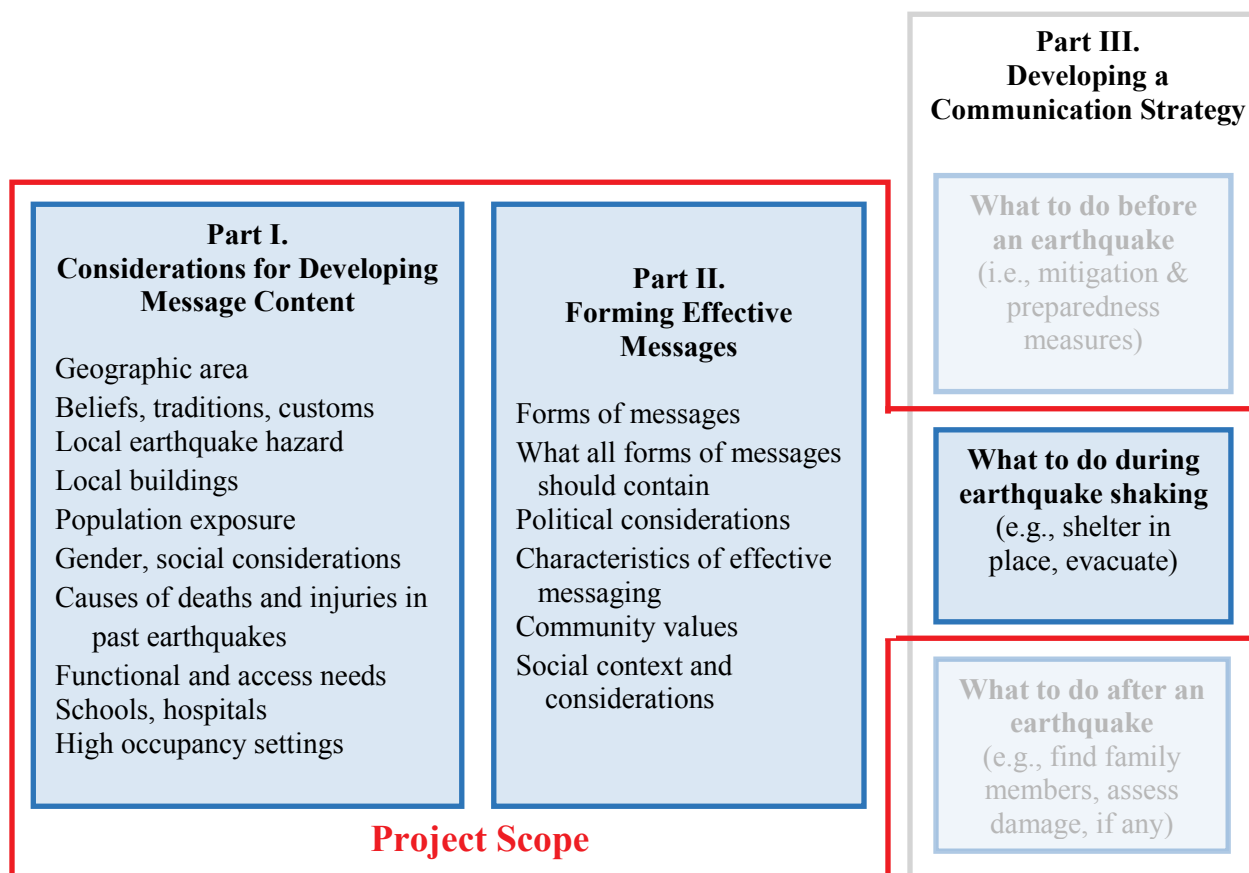 Part I.
Considerations for Developing
Message Content
Geographic area
Beliefs, traditions, customs
Local earthquake hazard
Local buildings
Population exposure
Gender, social considerations
Causes of deaths and injuries in
past earthquakes
Functional and access needs
Schools, hospitals
High occupancy settings
Part II.
Forming Effective
Messages
Forms of messages
What all forms of messages
should contain
Political considerations
Characteristics of effective
messaging
Community values
Social context and
considerations
Project Scope
Part III.
Developing a
Communication Strategy
What to do before
an earthquake
(i.e., mitigation &
preparedness
measures)
What to do during
earthquake shaking
(e.g., shelter in
place, evacuate)
What to do after an
earthquake
(e.g., find family
members, assess
damage, if any)